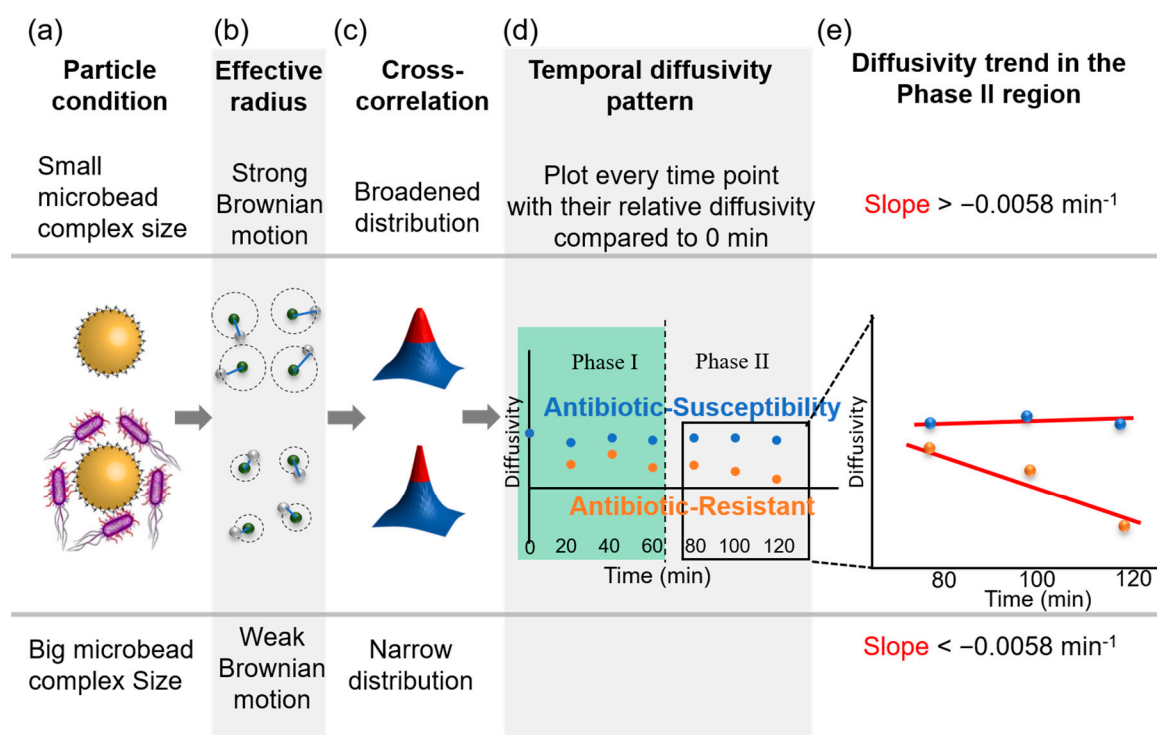 (a)
Particle
condition
(b)
Effective
radius
(c)
Cross-
correlation
(d)
Temporal diffusivity
pattern
(e)
Diffusivity trend in the
Phase II region
Small
microbead
complex size
Strong
Brownian
motion
Broadened
distribution
Plot every time point
with their relative diffusivity
compared to 0 min
Slope > −0.0058 min⁻¹
Phase I
Phase II
Antibiotic-Susceptibility
Diffusivity
Antibiotic-Resistant
0 20 40 60 80 100 120
Time (min)
Diffusivity
80 100 120
Time (min)
Big microbead
complex Size
Weak
Brownian
motion
Narrow
distribution
Slope < −0.0058 min⁻¹